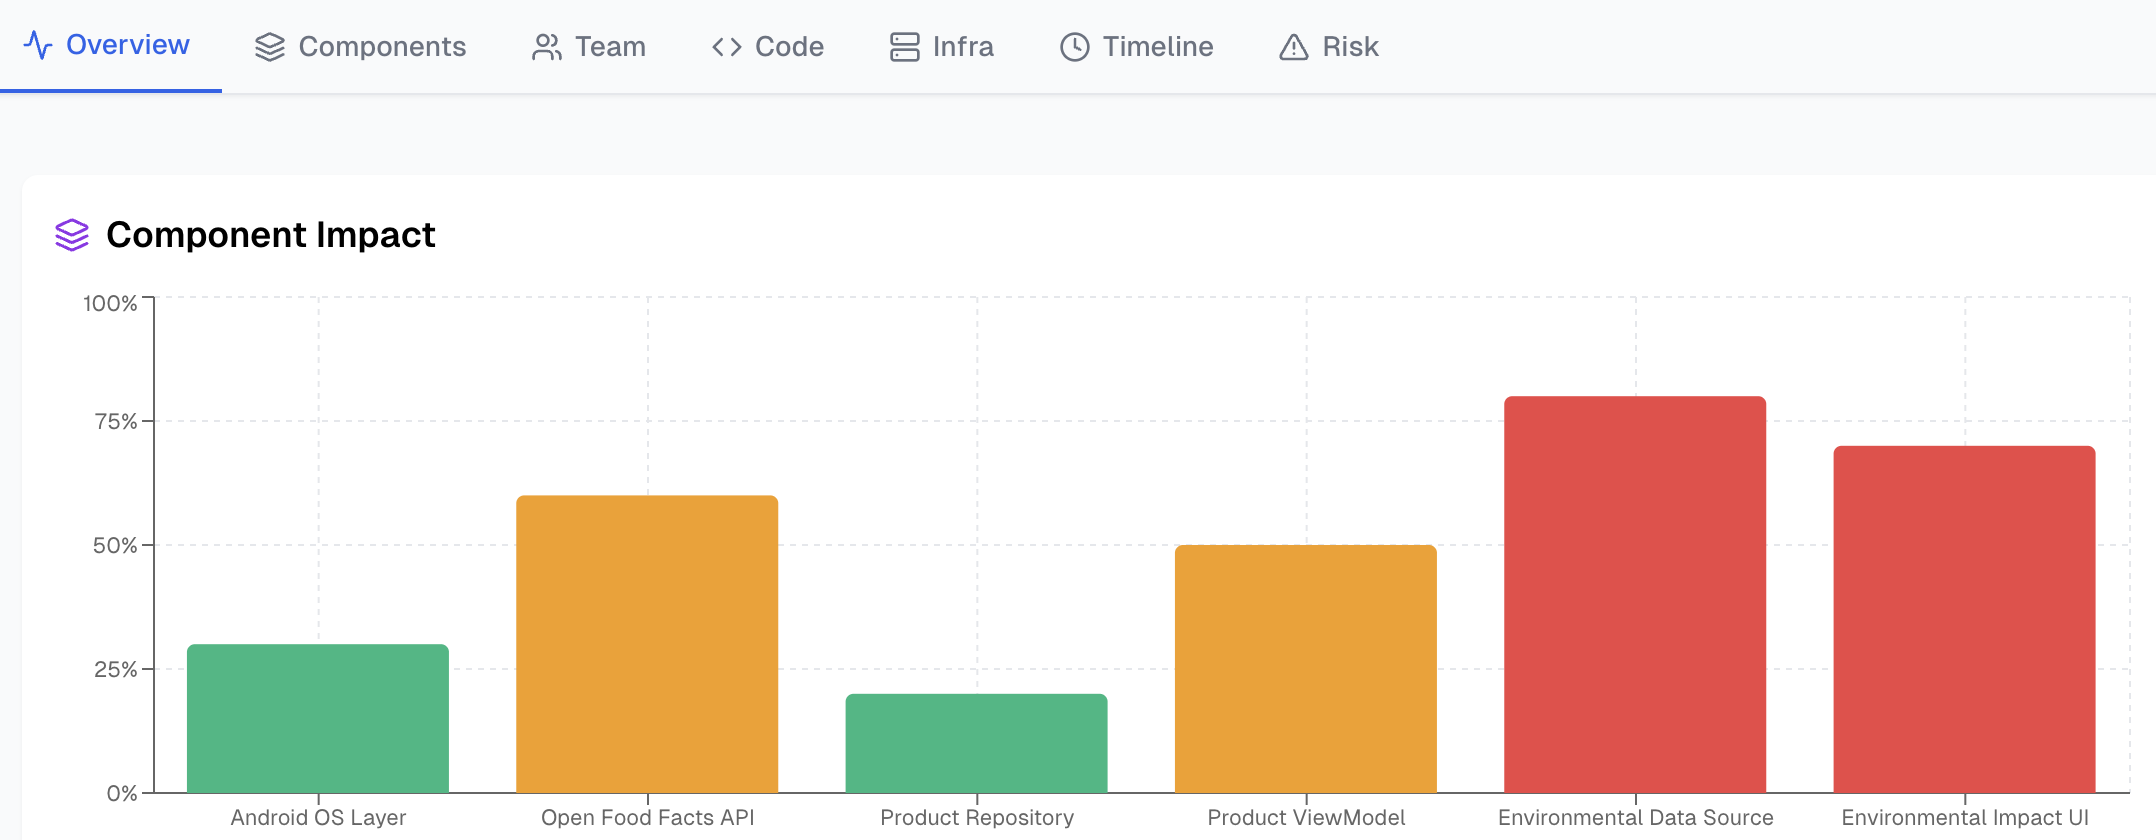 Overview Components Team Code Infra Timeline Risk
Component Impact
100%
75%
50%
25%
0%
Android OS Layer Open Food Facts API Product Repository Product ViewModel Environmental Data Source Environmental Impact UI